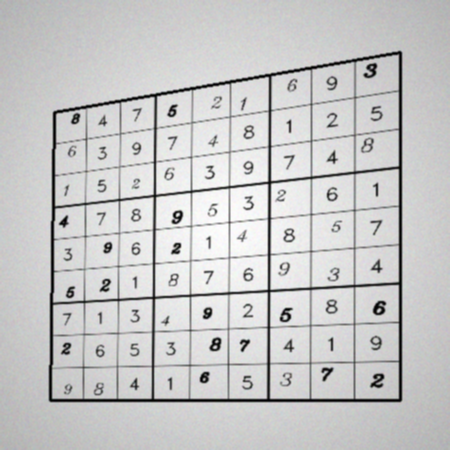 8 4 7 5 2 1 6 9 3
6 3 9 7 4 8 1 2 5
1 5 2 6 3 9 7 4 8
4 7 8 9 5 3 2 6 1
3 9 6 2 1 4 8 5 7
5 2 1 8 7 6 9 3 4
7 1 3 4 9 2 5 8 6
2 6 5 3 8 7 4 1 9
9 8 4 1 6 5 3 7 2